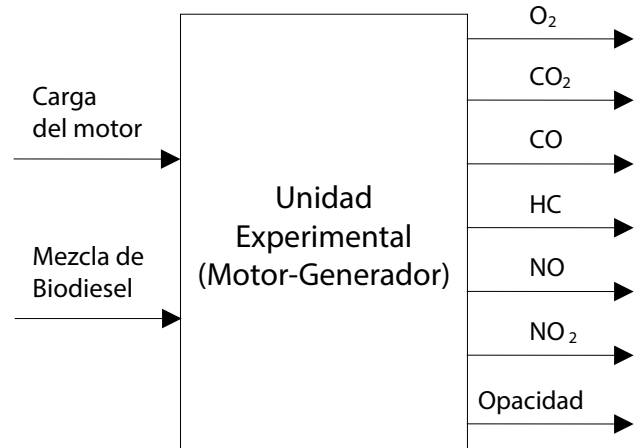 Carga
del motor
Mezcla de
Biodiesel
Unidad
Experimental
(Motor-Generador)
O₂
CO₂
CO
HC
NO
NO₂
Opacidad